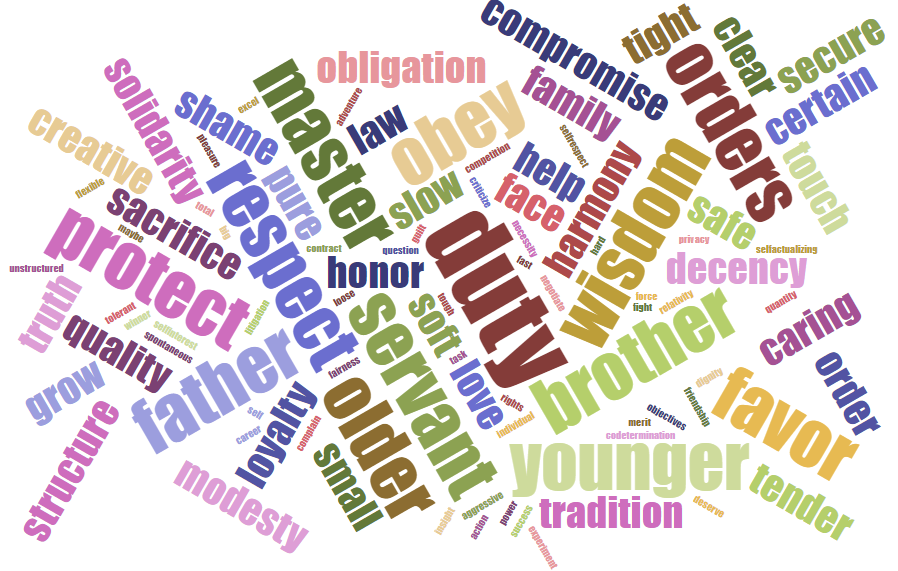 compromise
tight
clear
orders
secure
certain
touch
solidarity
shame
excel
master
obligation
adventure
law
obey
family
selfrespect
competition
creative
flexible
pleasure
respect
pure
slow
criticize
help
face
harmony
wisdom
safe
privacy
selfactualizing
decency
sacrifice
total
big
maybe
protect
contract
guilt
question
honor
duty
necessity
fast
hard
negotiate
force
fight
relativity
quantity
unstructured
truth
tolerant
winner
selfinterest
spontaneous
litigation
loose
servant
soft
tough
brother
caring
quality
grow
father
fairness
task
love
order
dignity
friendship
favor
self
career
loyalty
complain
older
rights
individual
objectives
merit
codetermination
structure
modesty
small
younger
tender
insight
aggressive
action
power
success
experiment
tradition
deserve